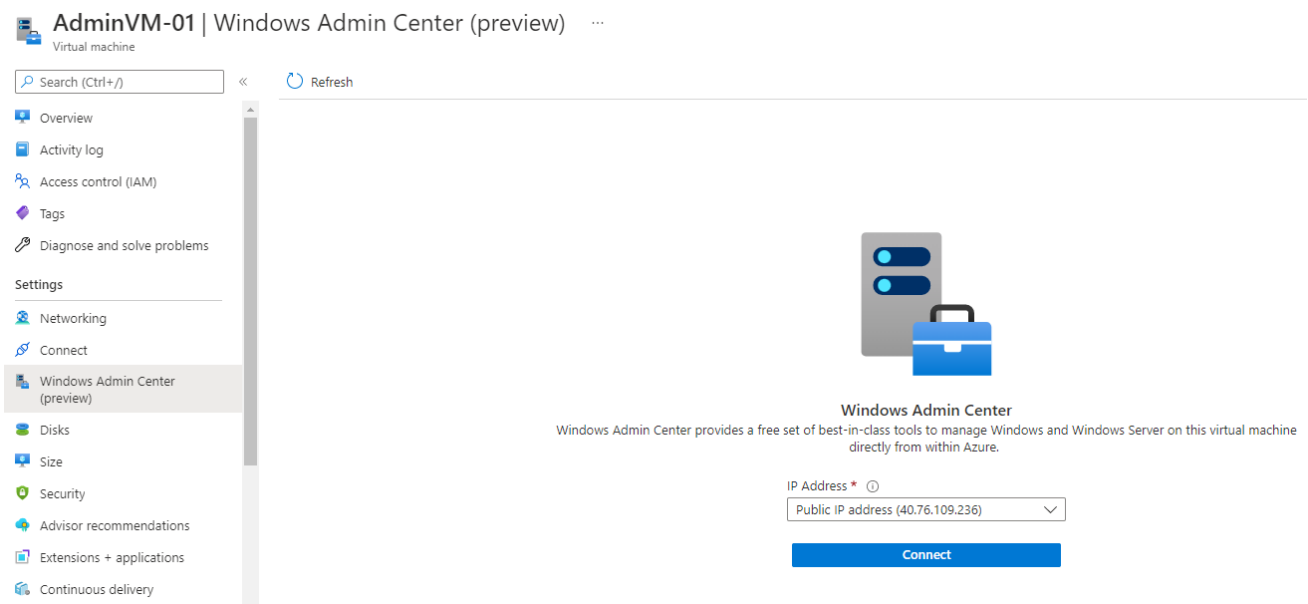 AdminVM-01 | Windows Admin Center (preview) ...
Virtual machine
Search (Ctrl+/)
«
Refresh
Overview
Activity log
Access control (IAM)
Tags
Diagnose and solve problems
Settings
Networking
Connect
Windows Admin Center
(preview)
Disks
Size
Security
Advisor recommendations
Extensions + applications
Continuous delivery
Windows Admin Center
Windows Admin Center provides a free set of best-in-class tools to manage Windows and Windows Server on this virtual machine
directly from within Azure.
IP Address *
Public IP address (40.76.109.236)
Connect